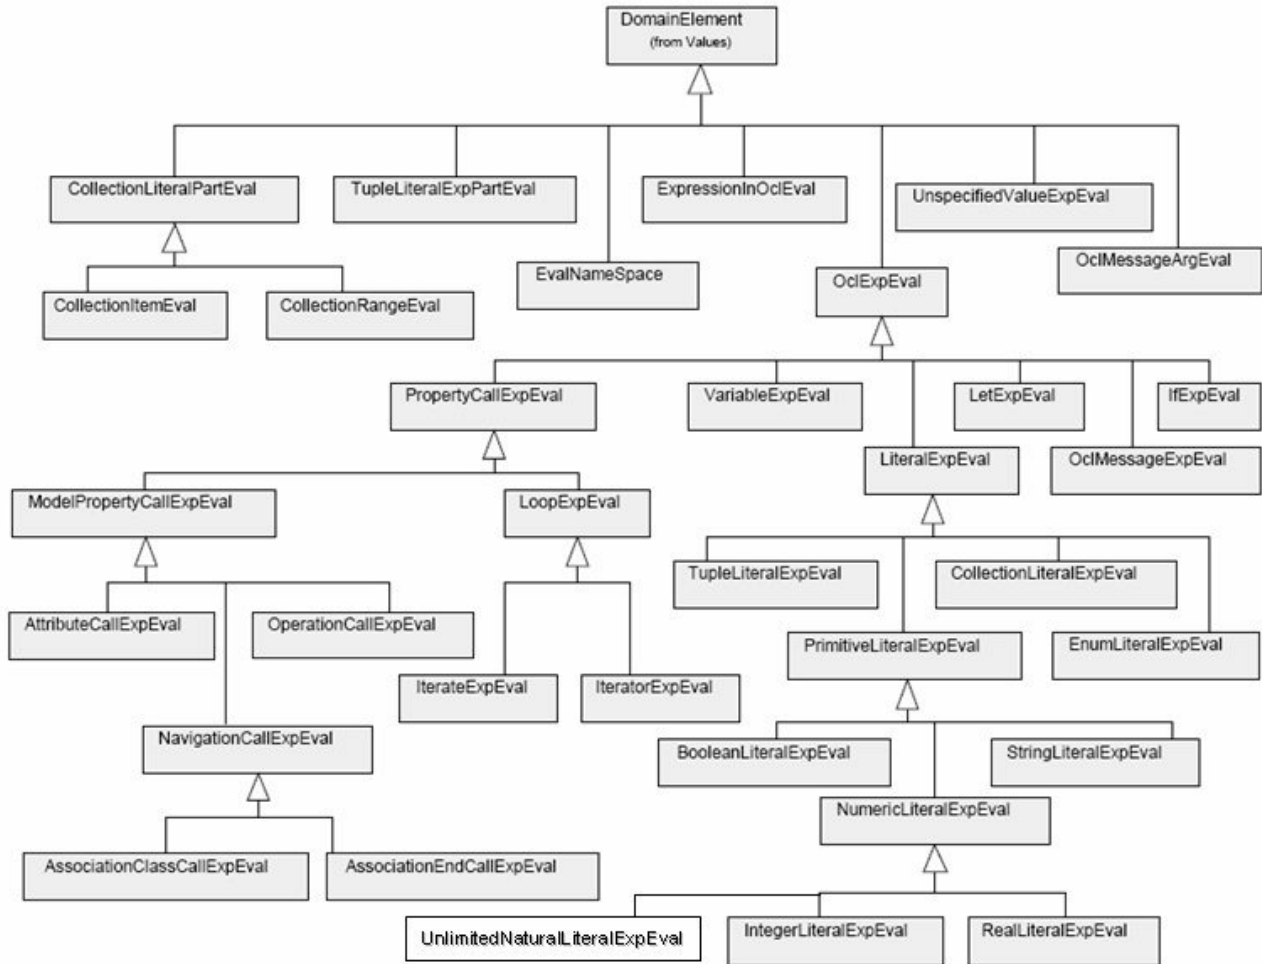 DomainElement
(from Values)
CollectionLiteralPartEval
TupleLiteralExpPartEval
ExpressionInOclEval
UnspecifiedValueExpEval
EvalNameSpace
OclExpEval
OclMessageArgEval
CollectionItemEval
CollectionRangeEval
PropertyCallExpEval
VariableExpEval
LetExpEval
IfExpEval
LiteralExpEval
OclMessageExpEval
ModelPropertyCallExpEval
LoopExpEval
TupleLiteralExpEval
CollectionLiteralExpEval
AttributeCallExpEval
OperationCallExpEval
PrimitiveLiteralExpEval
EnumLiteralExpEval
IterateExpEval
IteratorExpEval
NavigationCallExpEval
BooleanLiteralExpEval
StringLiteralExpEval
NumericLiteralExpEval
AssociationClassCallExpEval
AssociationEndCallExpEval
UnlimitedNaturalLiteralExpEval
IntegerLiteralExpEval
RealLiteralExpEval